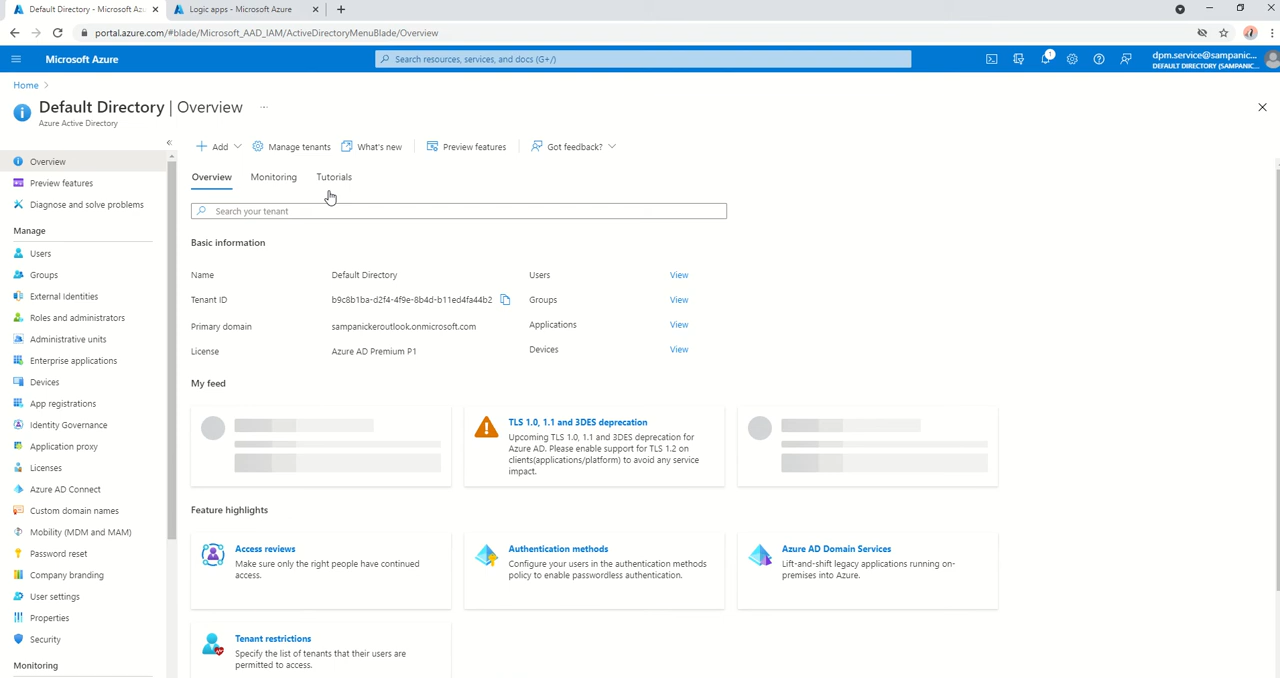 Default Directory - Microsoft Azu
Logic apps - Microsoft Azure
portal.azure.com/#blade/Microsoft_AAD_IAM/ActiveDirectoryMenuBlade/Overview
Microsoft Azure
Search resources, services, and docs (G+/)
1
dpm.service@sampanic...
DEFAULT DIRECTORY (SAMPANIC...
Home
Default Directory | Overview
...
Azure Active Directory
Add
Manage tenants
What's new
Preview features
Got feedback?
Overview
Monitoring
Tutorials
Search your tenant
Basic information
Name
Default Directory
Users
View
Tenant ID
b9c8b1ba-d2f4-4f9e-8b4d-b11ed4fa44b2
Groups
View
Primary domain
sampanickeroutlook.onmicrosoft.com
Applications
View
License
Azure AD Premium P1
Devices
View
My feed
TLS 1.0, 1.1 and 3DES deprecation
Upcoming TLS 1.0, 1.1 and 3DES deprecation for
Azure AD. Please enable support for TLS 1.2 on
clients(applications/platform) to avoid any service
impact.
Feature highlights
Access reviews
Make sure only the right people have continued
access.
Authentication methods
Configure your users in the authentication methods
policy to enable passwordless authentication.
Azure AD Domain Services
Lift-and-shift legacy applications running on-
premises into Azure.
Tenant restrictions
Specify the list of tenants that their users are
permitted to access.
Overview
Preview features
Diagnose and solve problems
Manage
Users
Groups
External Identities
Roles and administrators
Administrative units
Enterprise applications
Devices
App registrations
Identity Governance
Application proxy
Licenses
Azure AD Connect
Custom domain names
Mobility (MDM and MAM)
Password reset
Company branding
User settings
Properties
Security
Monitoring